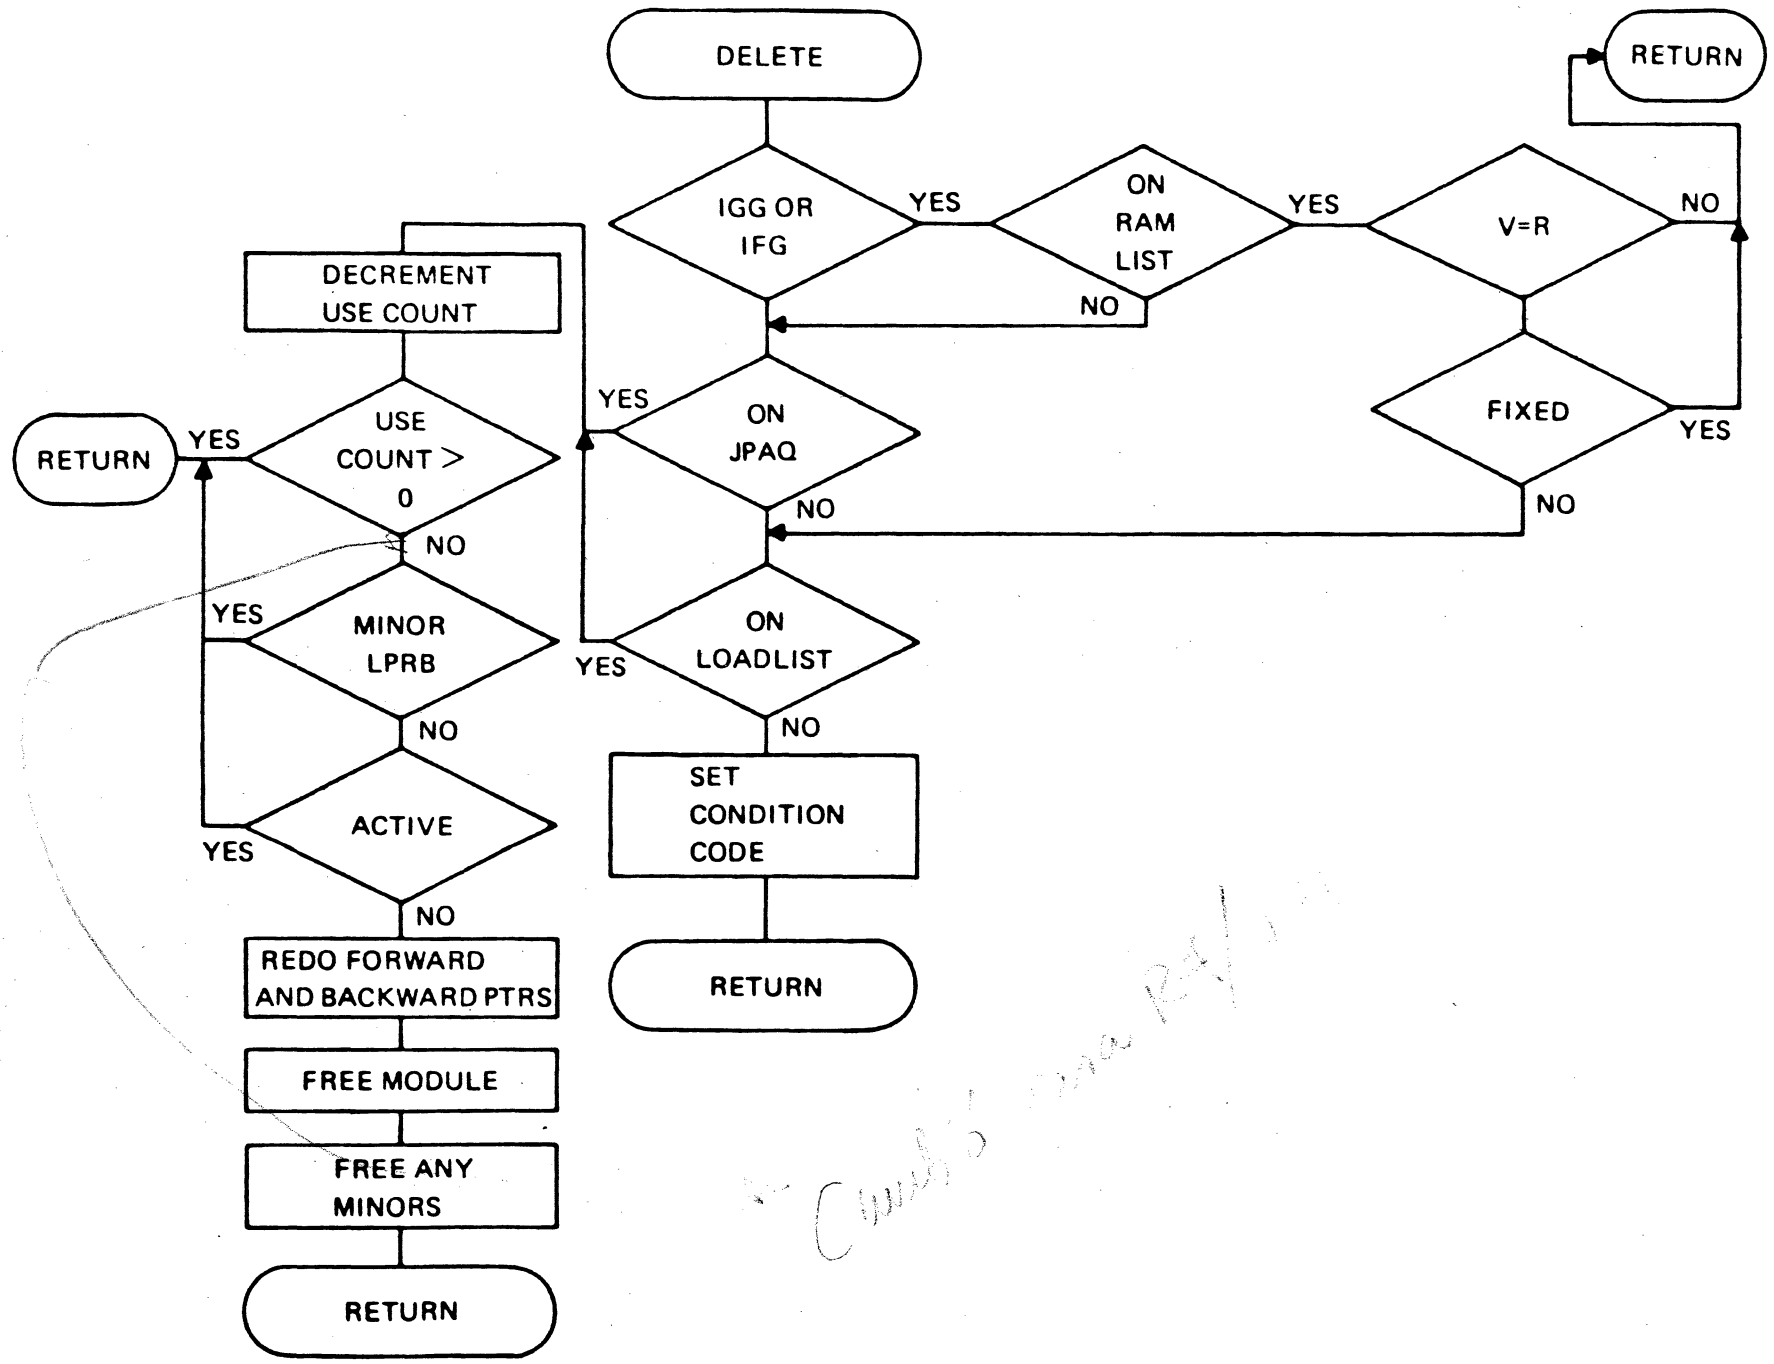 DELETE
RETURN
IGG OR
IFG
YES
ON
RAM
LIST
YES
V=R
NO
NO
DECREMENT
USE COUNT
YES
ON
JPAQ
NO
FIXED
YES
NO
RETURN
YES
USE
COUNT >
0
NO
YES
MINOR
LPRB
NO
YES
ON
LOADLIST
NO
YES
ACTIVE
NO
SET
CONDITION
CODE
REDO FORWARD
AND BACKWARD PTRS
RETURN
FREE MODULE
FREE ANY
MINORS
RETURN